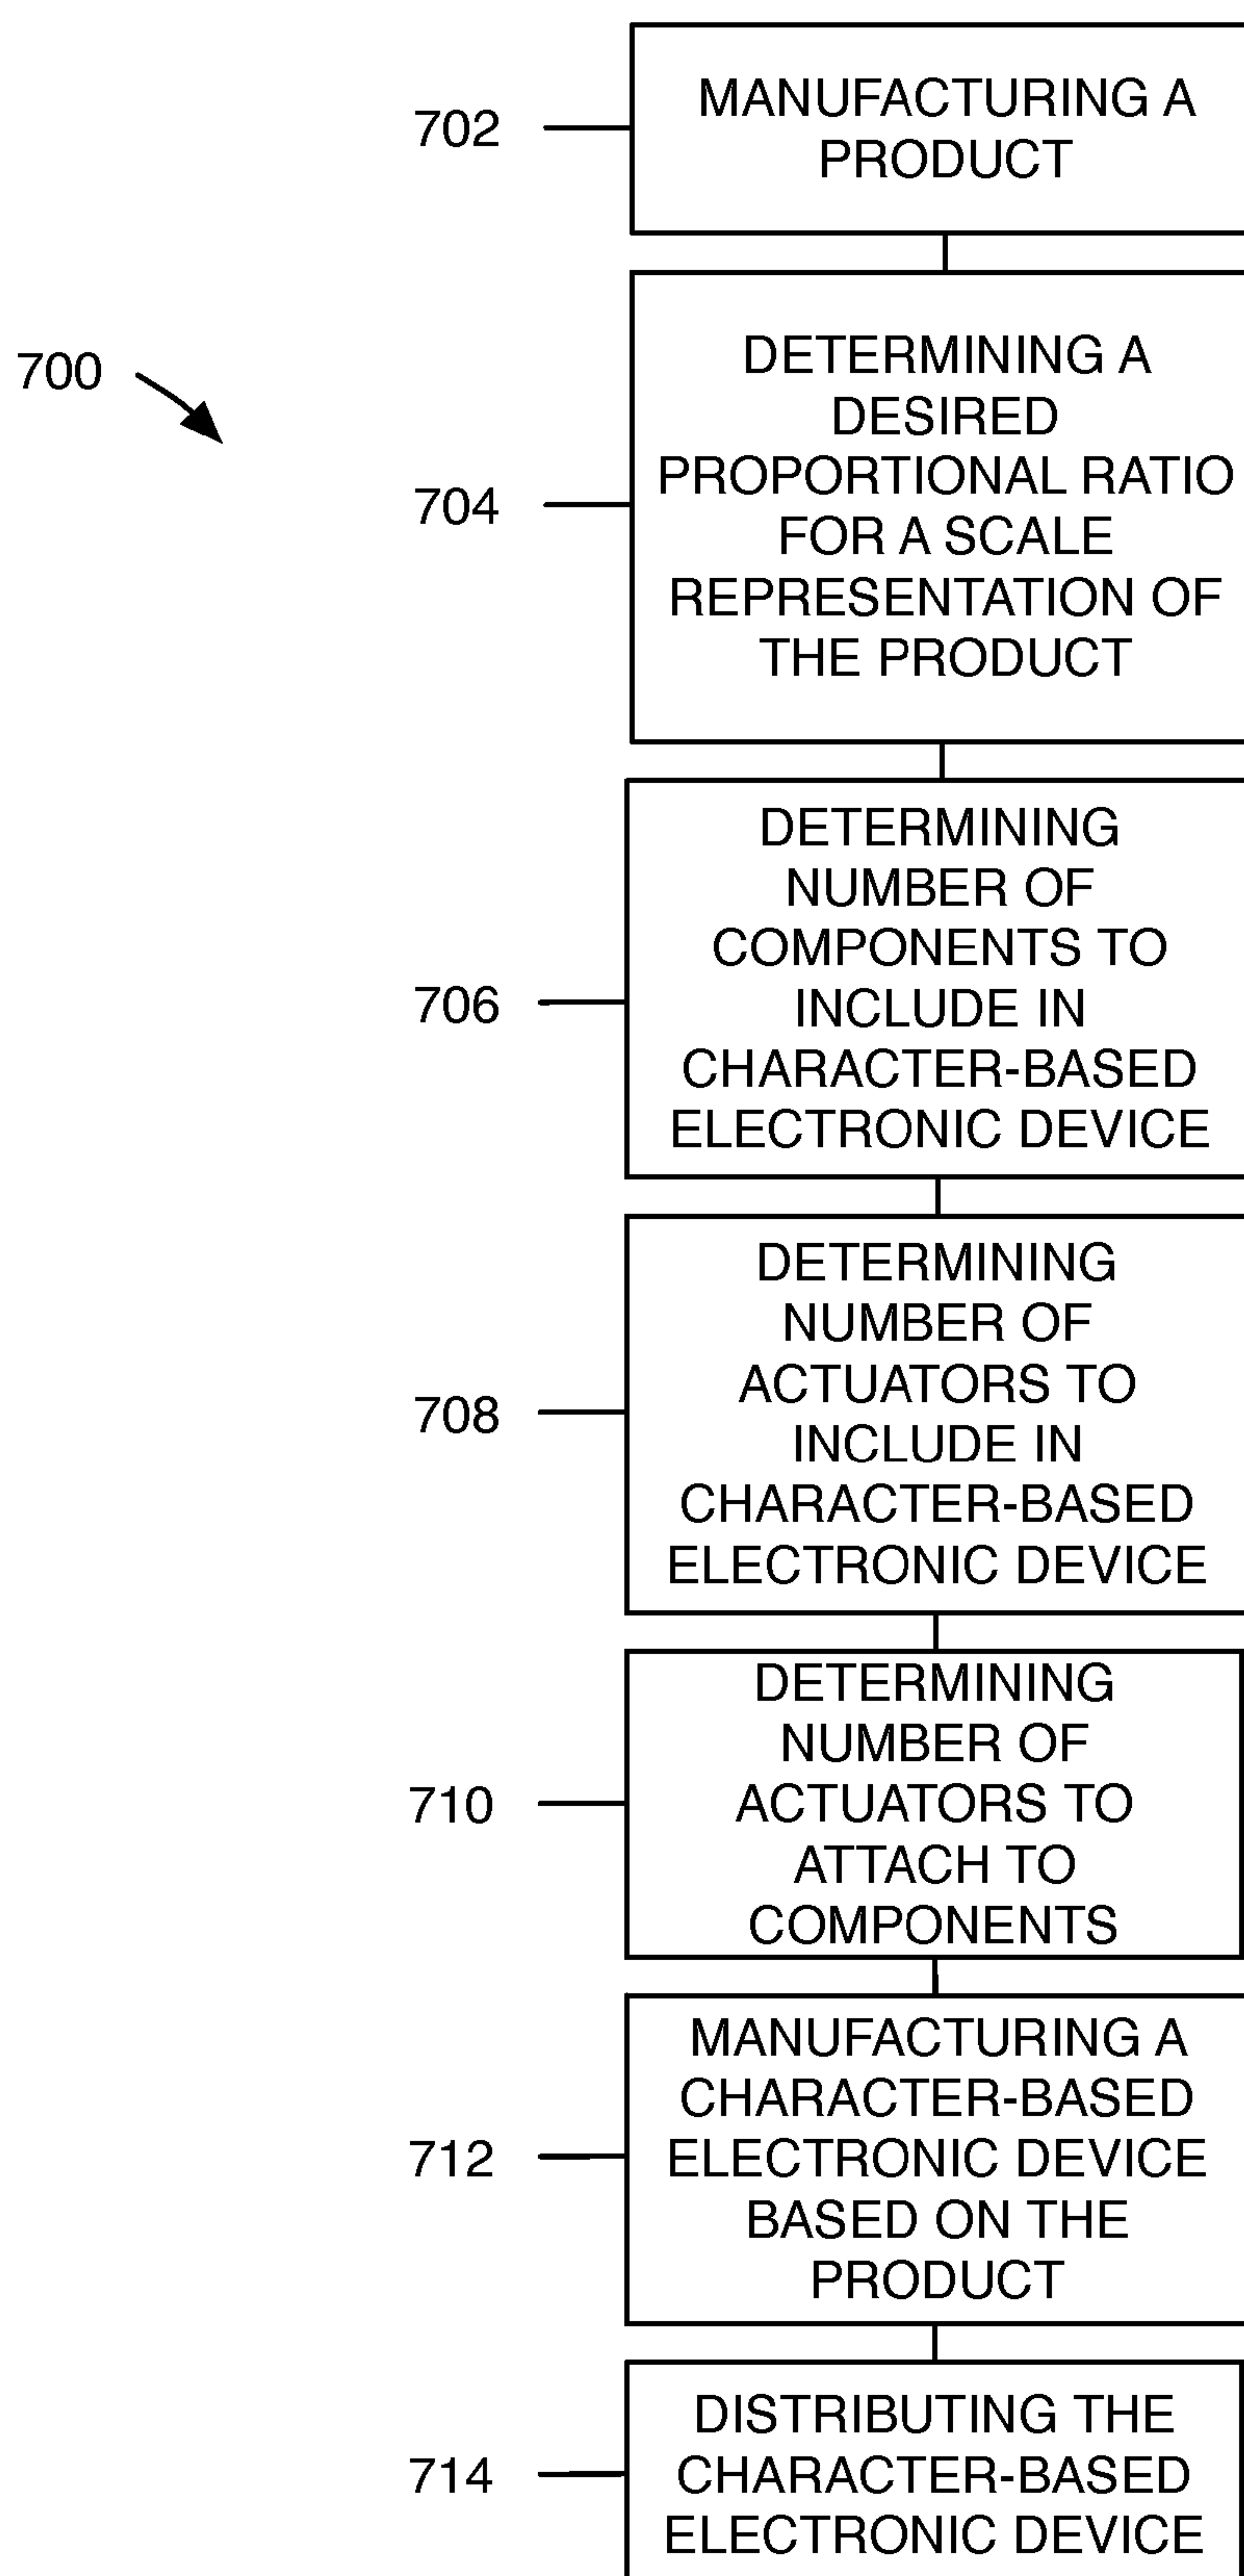 702
MANUFACTURING A
PRODUCT
700
704
DETERMINING A
DESIRED
PROPORTIONAL RATIO
FOR A SCALE
REPRESENTATION OF
THE PRODUCT
706
DETERMINING
NUMBER OF
COMPONENTS TO
INCLUDE IN
CHARACTER-BASED
ELECTRONIC DEVICE
708
DETERMINING
NUMBER OF
ACTUATORS TO
INCLUDE IN
CHARACTER-BASED
ELECTRONIC DEVICE
710
DETERMINING
NUMBER OF
ACTUATORS TO
ATTACH TO
COMPONENTS
712
MANUFACTURING A
CHARACTER-BASED
ELECTRONIC DEVICE
BASED ON THE
PRODUCT
714
DISTRIBUTING THE
CHARACTER-BASED
ELECTRONIC DEVICE